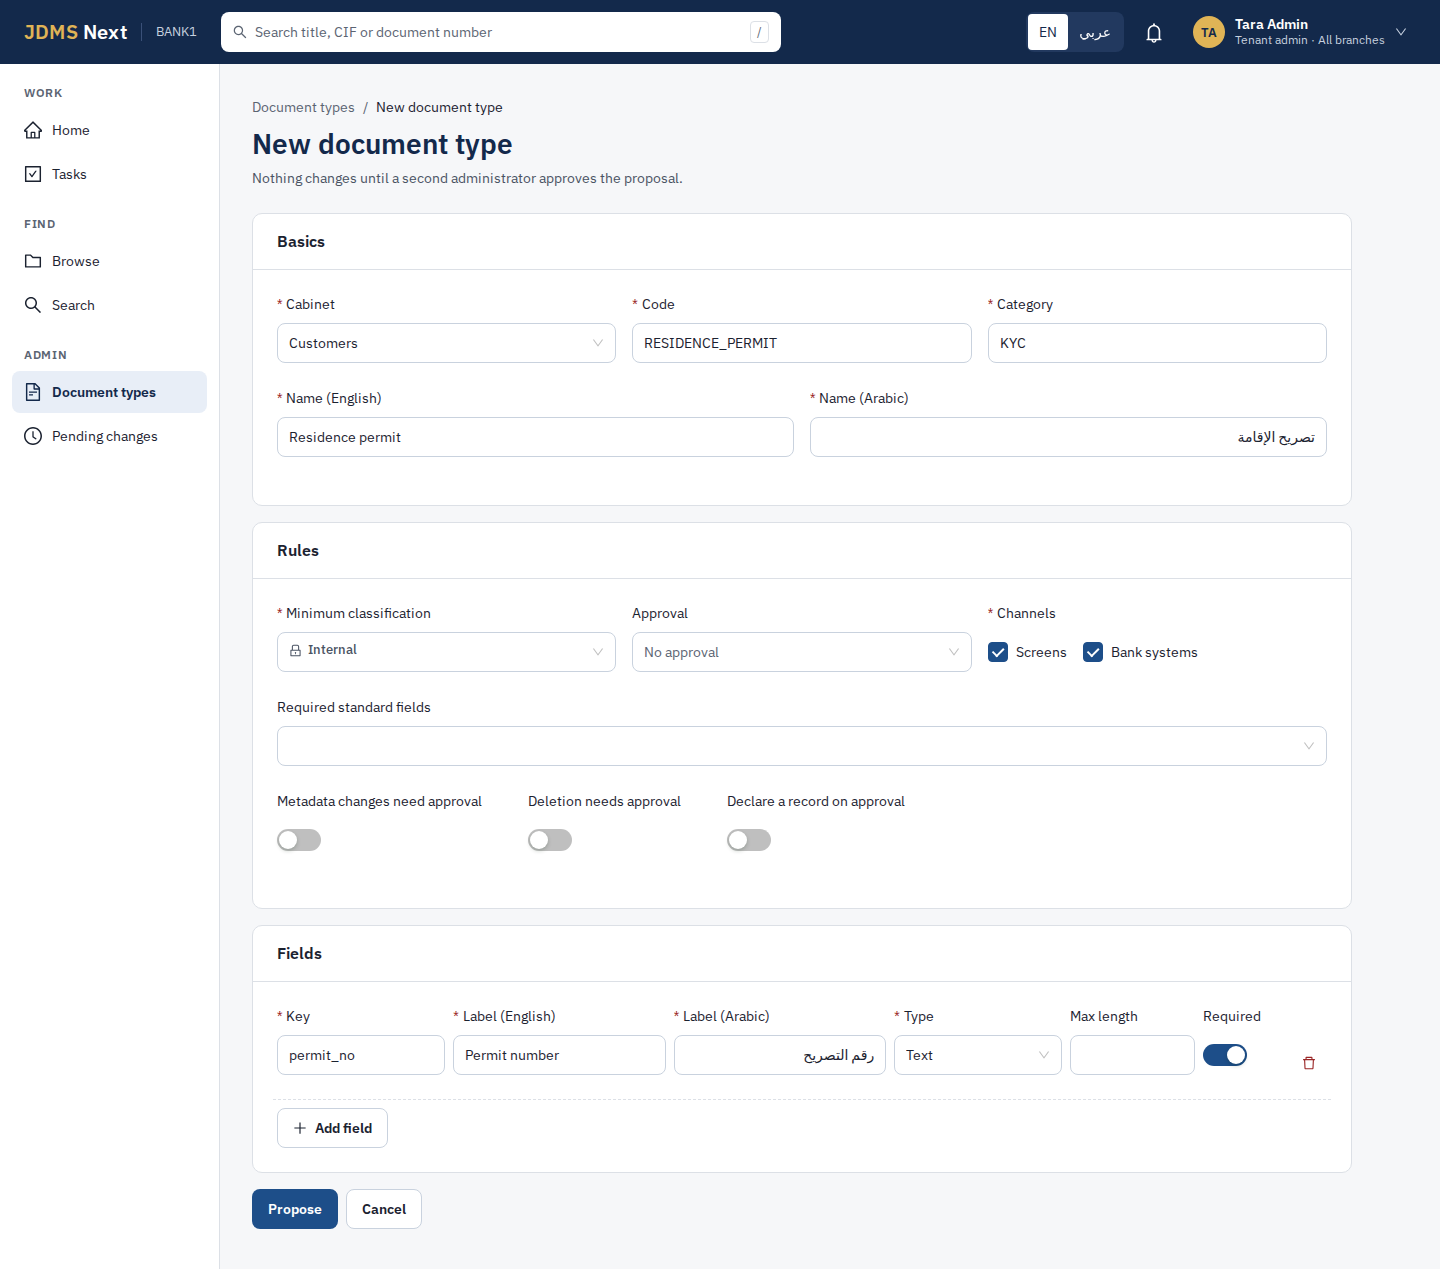 JDMS Next BANK1 Search title, CIF or document number / EN عربي TA Tara Admin
Tenant admin · All branches
WORK
Home
Tasks
FIND
Browse
Search
ADMIN
Document types
Pending changes
Document types / New document type
New document type
Nothing changes until a second administrator approves the proposal.
Basics
* Cabinet * Code * Category
Customers RESIDENCE_PERMIT KYC
* Name (English) * Name (Arabic)
Residence permit تصريح الإقامة
Rules
* Minimum classification Approval * Channels
Internal No approval Screens Bank systems
Required standard fields
Metadata changes need approval Deletion needs approval Declare a record on approval
Fields
* Key * Label (English) * Label (Arabic) * Type Max length Required
permit_no Permit number رقم التصريح Text
Add field
Propose Cancel